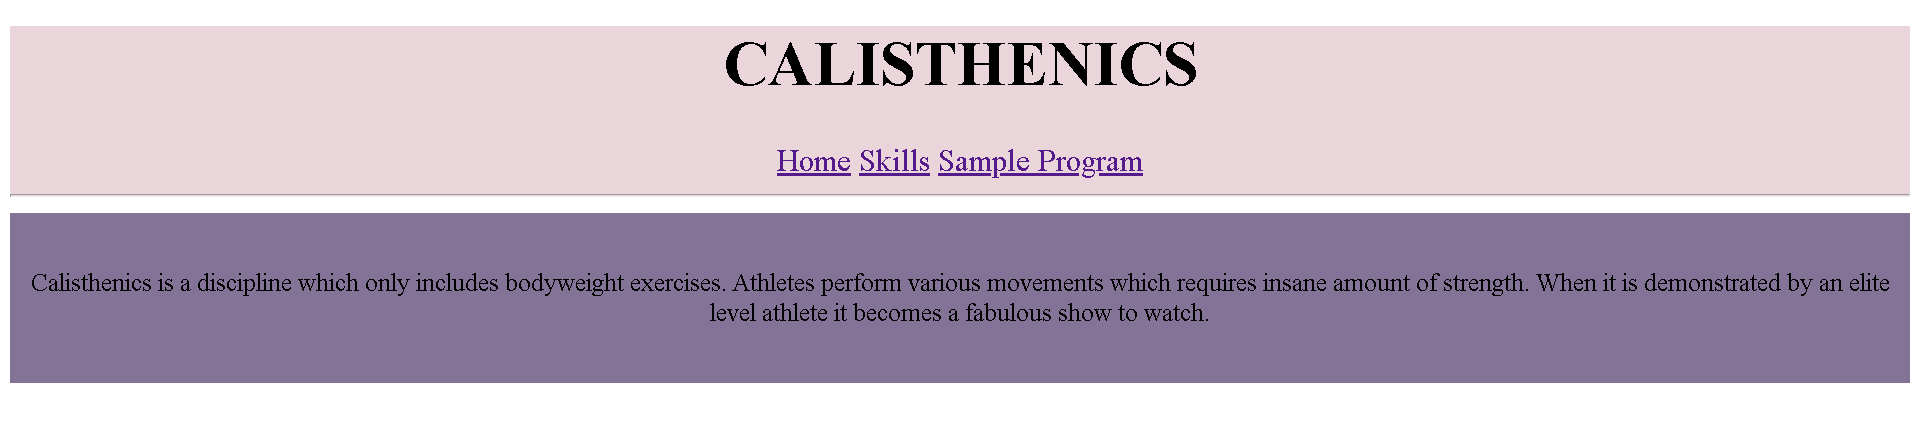 CALISTHENICS
Home Skills Sample Program
Calisthenics is a discipline which only includes bodyweight exercises. Athletes perform various movements which requires insane amount of strength. When it is demonstrated by an elite
level athlete it becomes a fabulous show to watch.